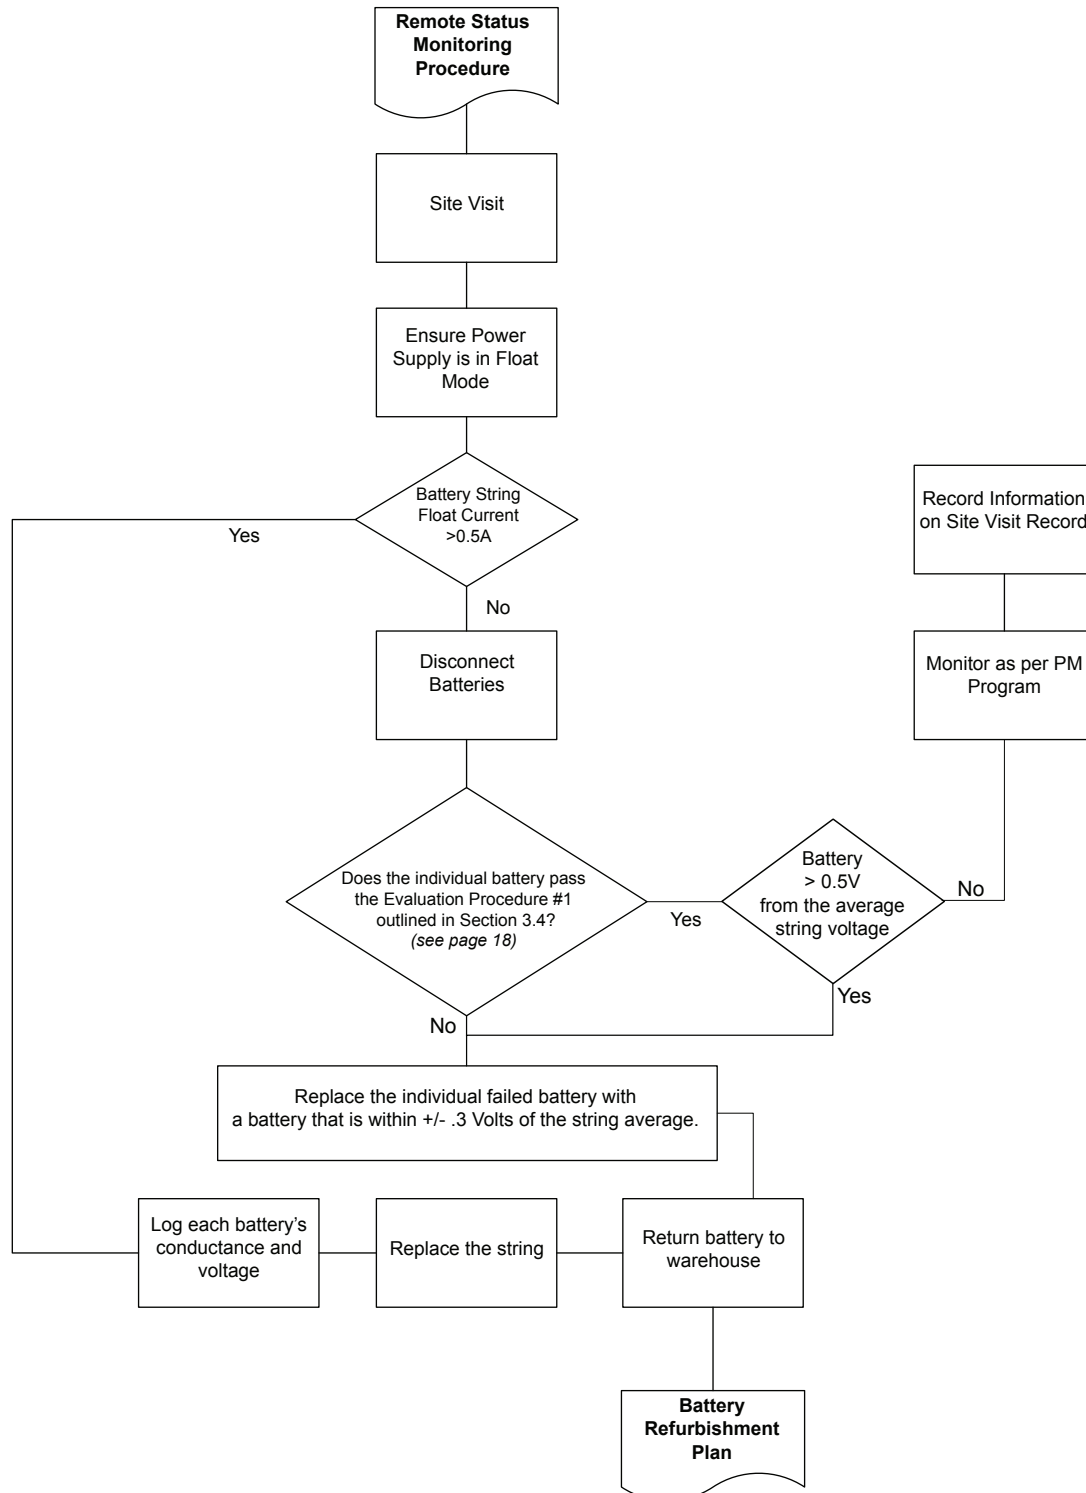 Remote Status
Monitoring
Procedure
Site Visit
Ensure Power
Supply is in Float
Mode
Battery String
Float Current
>0.5A
Yes
No
Record Information
on Site Visit Record
Disconnect
Batteries
Monitor as per PM
Program
Does the individual battery pass
the Evaluation Procedure #1
outlined in Section 3.4?
(see page 18)
Yes
Battery
> 0.5V
from the average
string voltage
No
Yes
No
Replace the individual failed battery with
a battery that is within +/- .3 Volts of the string average.
Log each battery’s
conductance and
voltage
Replace the string
Return battery to
warehouse
Battery
Refurbishment
Plan